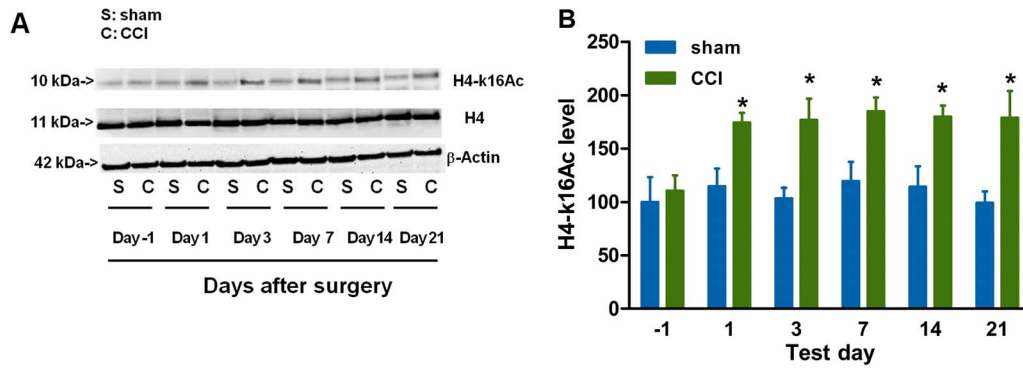 A
S: sham
C: CCI
10 kDa->
H4-k16Ac
11 kDa->
H4
42 kDa->
β-Actin
S C S C S C S C S C S C
Day -1 Day 1 Day 3 Day 7 Day 14 Day 21
Days after surgery
B
sham
CCI
H4-k16Ac level
250
200
150
100
50
0
* * * * *
-1 1 3 7 14 21
Test day